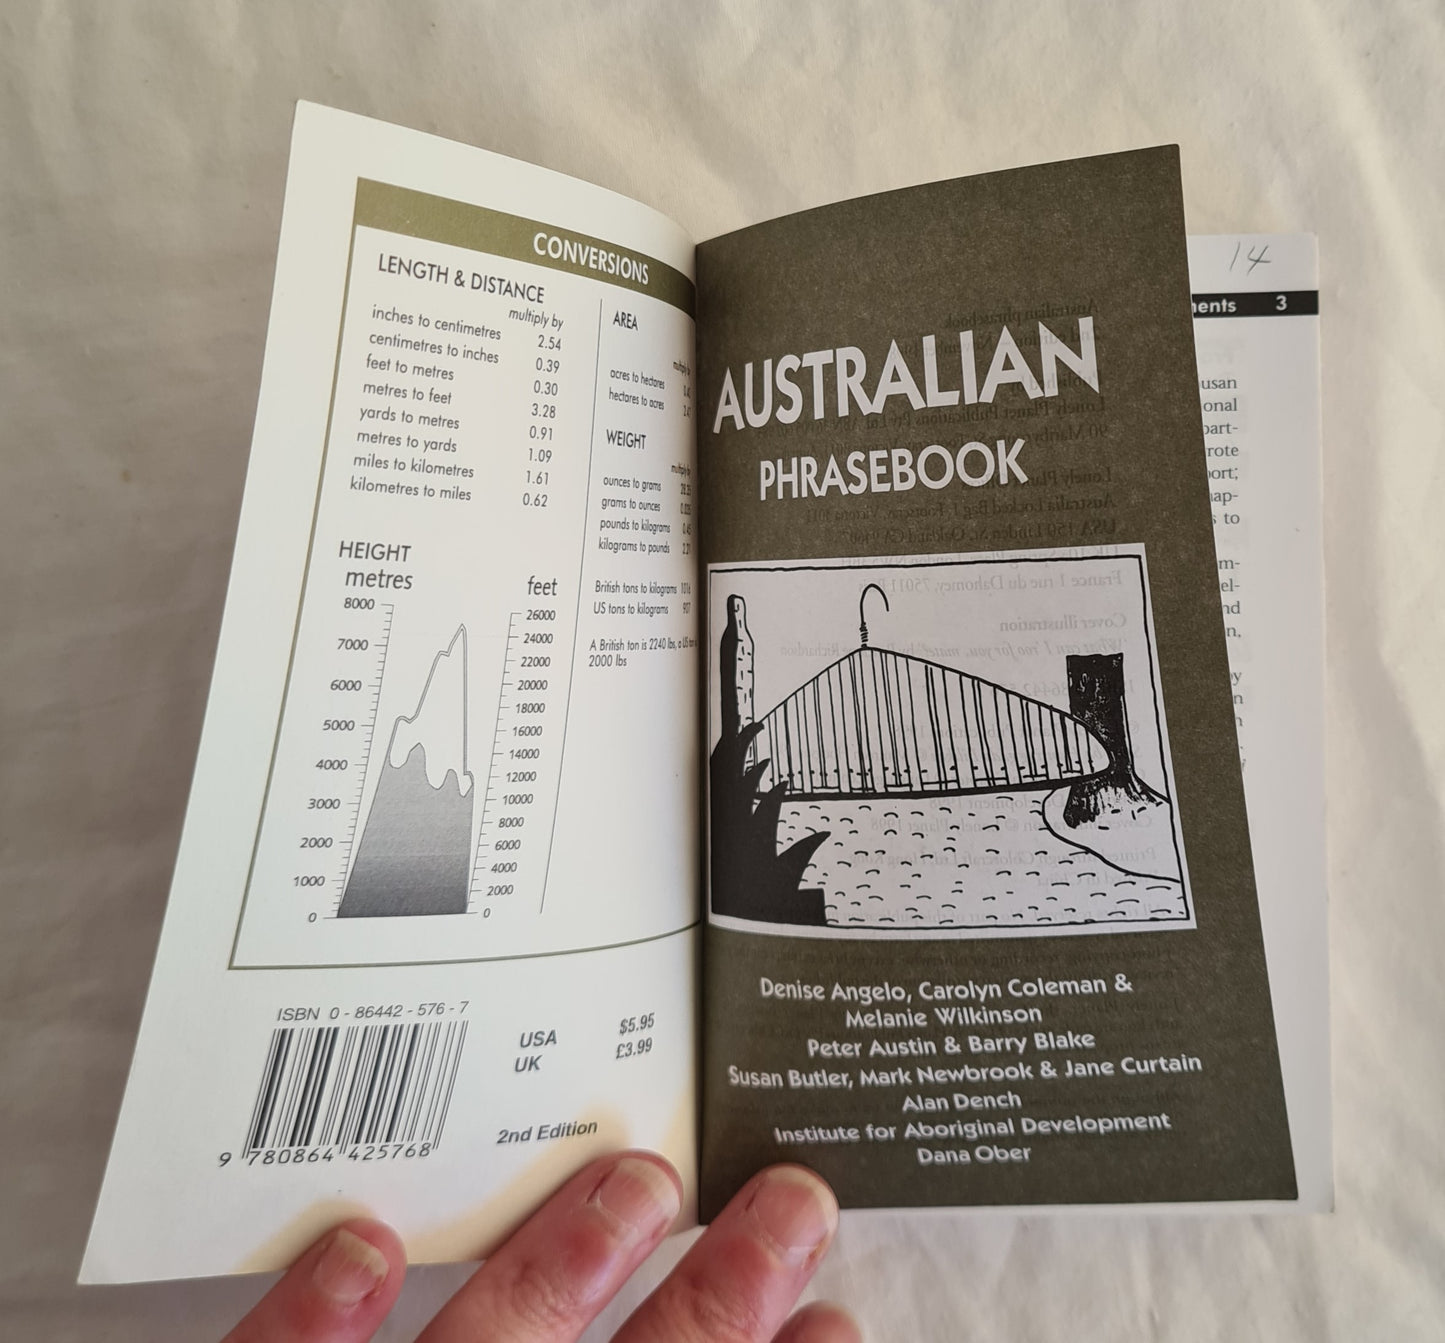 CONVERSIONS
LENGTH & DISTANCE
multiply by
inches to centimetres 2.54
centimetres to inches 0.39
feet to metres 0.30
metres to feet 3.28
yards to metres 0.91
metres to yards 1.09
miles to kilometres 1.61
kilometres to miles 0.62
HEIGHT
metres feet
8000
7000
6000
5000
4000
3000
2000
1000
0
26000
24000
22000
20000
18000
16000
14000
12000
10000
8000
6000
4000
2000
0
AREA
acres to hectares
hectares to acres
WEIGHT
ounces to grams
grams to ounces
pounds to kilograms
kilograms to pounds
British tons to kilograms 1016
US tons to kilograms 907
A British ton is 2240 lbs, a US ton
2000 lbs
ISBN 0 - 86442 - 576 - 7
9 780864 425768
USA $5.95
UK £3.99
2nd Edition
AUSTRALIAN
PHRASEBOOK
Denise Angelo, Carolyn Coleman &
Melanie Wilkinson
Peter Austin & Barry Blake
Susan Butler, Mark Newbrook & Jane Curtain
Alan Dench
Institute for Aboriginal Development
Dana Ober
14
3